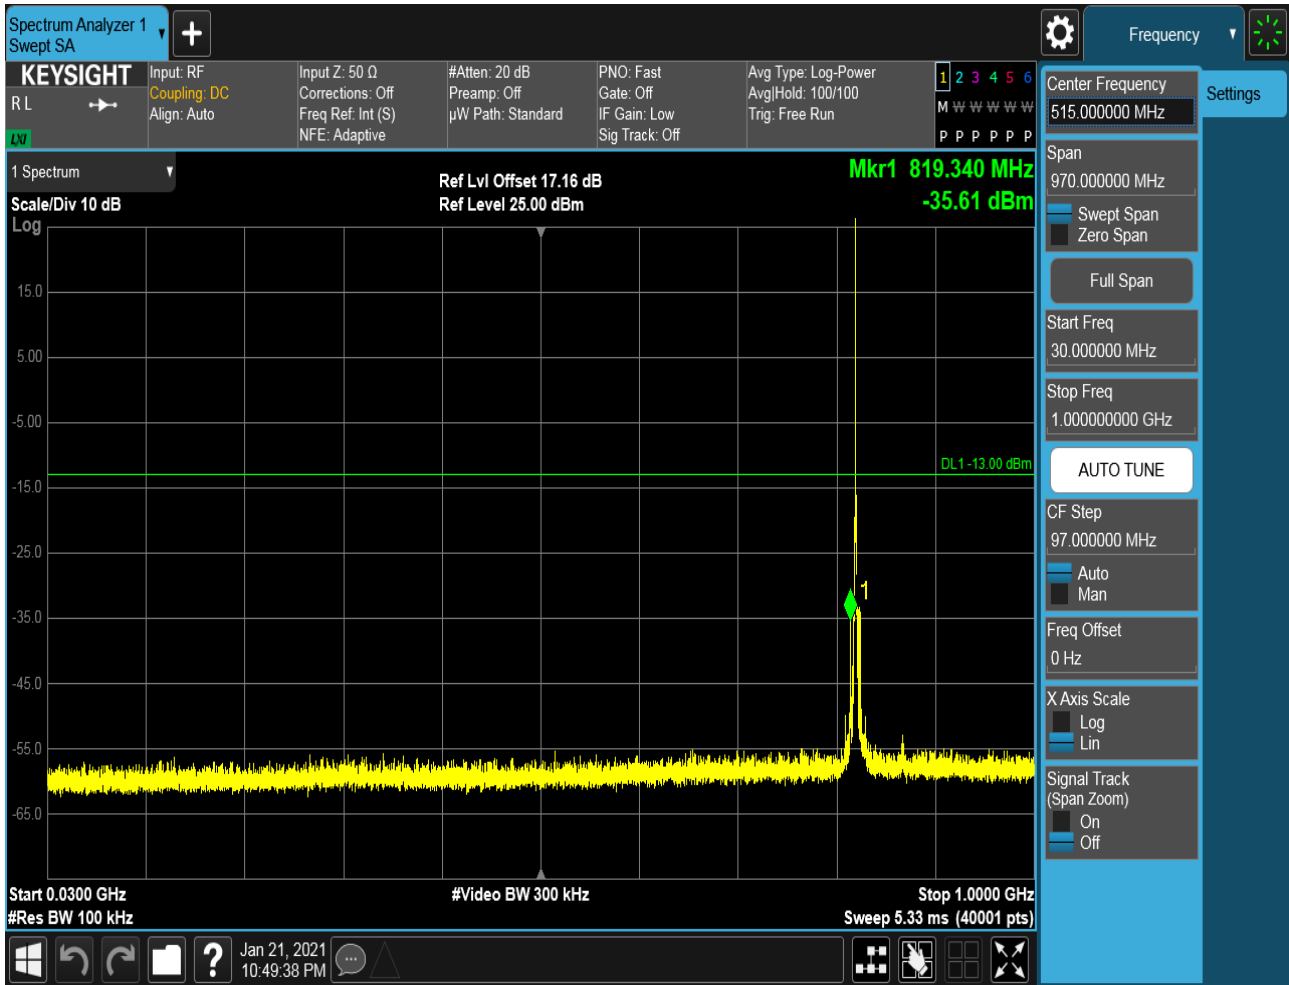 Spectrum Analyzer 1
Swept SA
Frequency
KEYSIGHT
R L
LXI
Input: RF
Coupling: DC
Align: Auto
Input Z: 50 Ω
Corrections: Off
Freq Ref: Int (S)
NFE: Adaptive
#Atten: 20 dB
Preamp: Off
µW Path: Standard
PNO: Fast
Gate: Off
IF Gain: Low
Sig Track: Off
Avg Type: Log-Power
Avg|Hold: 100/100
Trig: Free Run
1 2 3 4 5 6
M W W W W W
P P P P P P
1 Spectrum
Scale/Div 10 dB
Log
Ref Lvl Offset 17.16 dB
Ref Level 25.00 dBm
Mkr1 819.340 MHz
-35.61 dBm
15.0
5.00
-5.00
-15.0
-25.0
-35.0
-45.0
-55.0
-65.0
DL1 -13.00 dBm
1
Start 0.0300 GHz
#Res BW 100 kHz
#Video BW 300 kHz
Stop 1.0000 GHz
Sweep 5.33 ms (40001 pts)
Center Frequency
515.000000 MHz
Settings
Span
970.000000 MHz
Swept Span
Zero Span
Full Span
Start Freq
30.000000 MHz
Stop Freq
1.000000000 GHz
AUTO TUNE
CF Step
97.000000 MHz
Auto
Man
Freq Offset
0 Hz
X Axis Scale
Log
Lin
Signal Track
(Span Zoom)
On
Off
?
Jan 21, 2021
10:49:38 PM